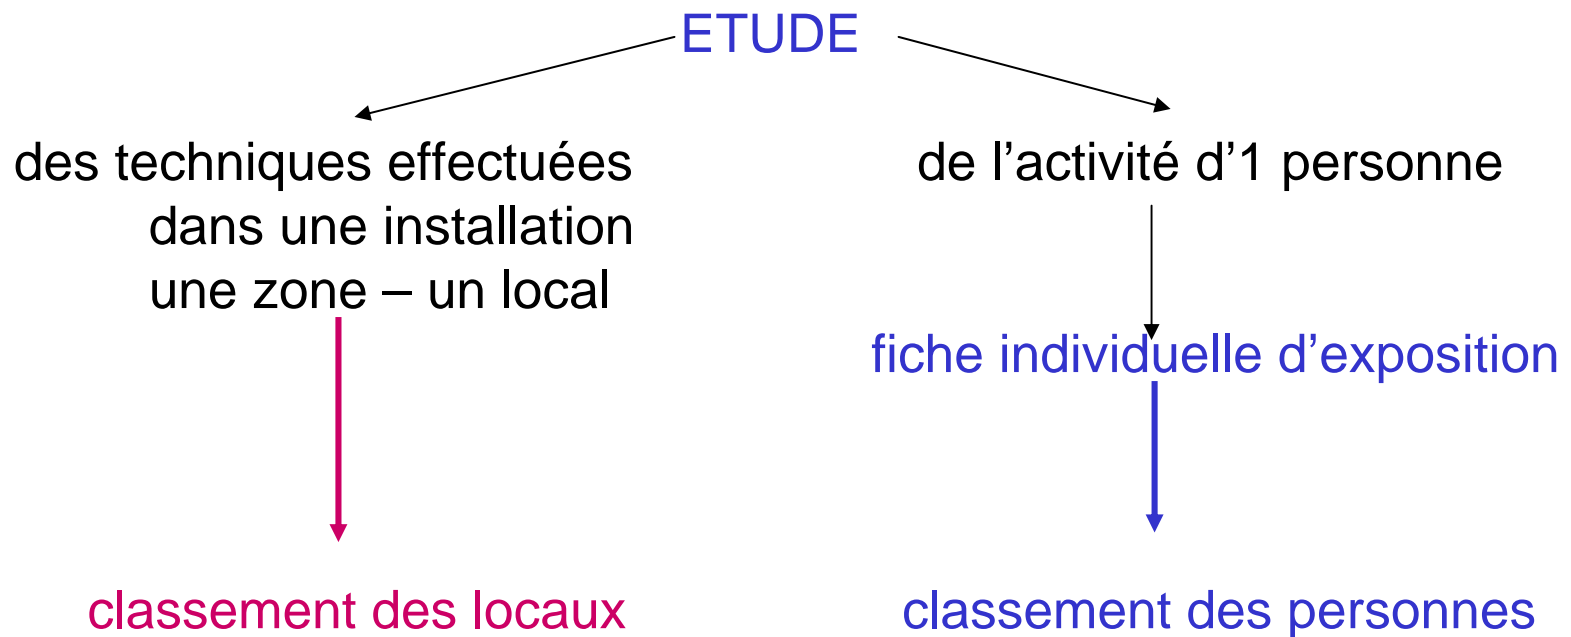 ETUDE
des techniques effectuées
dans une installation
une zone – un local
de l’activité d’1 personne
fiche individuelle d’exposition
classement des locaux
classement des personnes